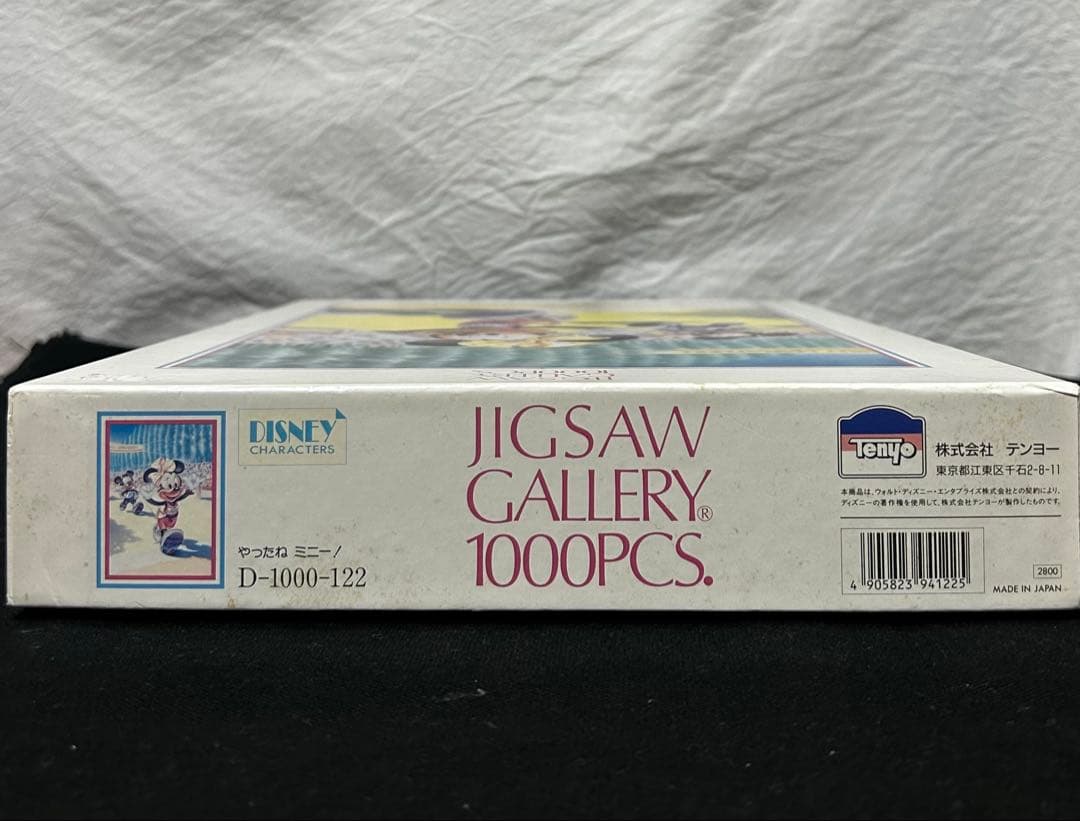 DISNEY
CHARACTERS
やったね ミニー!
D-1000-122
JIGSAW
GALLERY®
1000PCS.
Tenyo
株式会社 テンヨー
東京都江東区千石2-8-11
本商品は、ウォルト・ディズニー・エンタプライズ株式会社との契約により、
ディズニーの著作権を使用して、株式会社テンヨーが製作したものです。
4 905823 941225
2800
MADE IN JAPAN